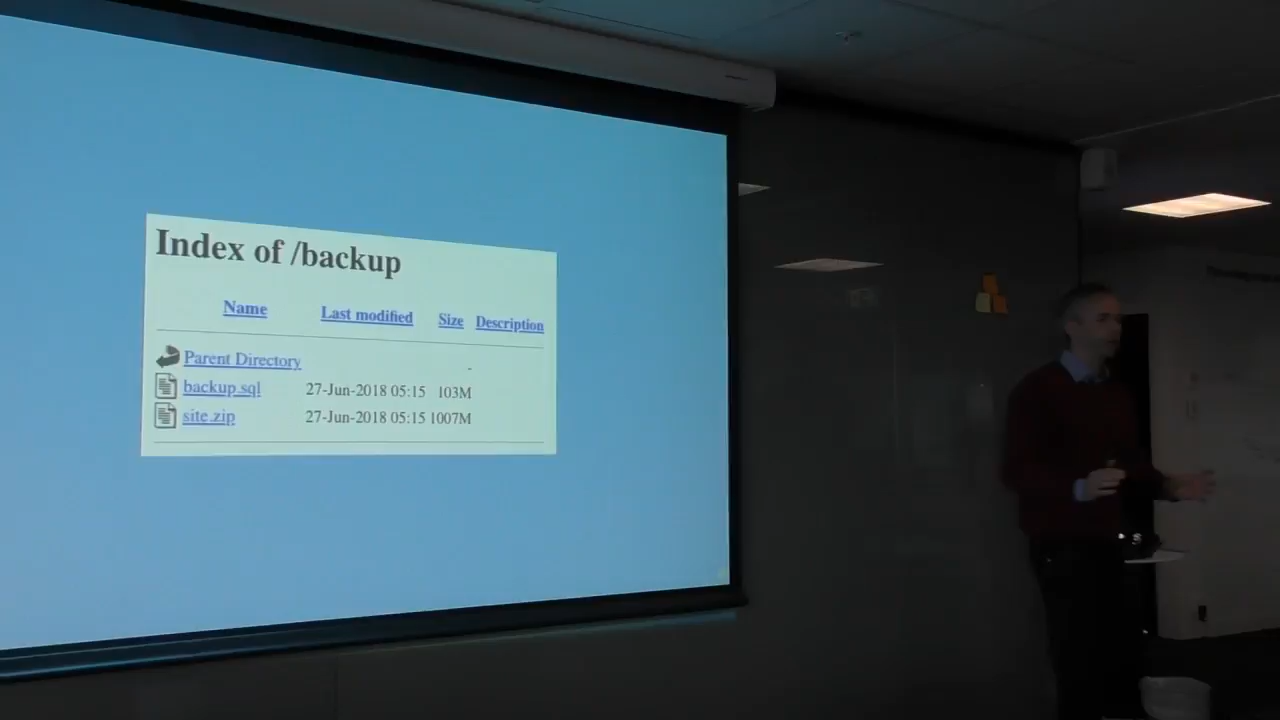 Index of /backup
Name Last modified Size Description
Parent Directory -
backup.sql 27-Jun-2018 05:15 103M
site.zip 27-Jun-2018 05:15 1007M